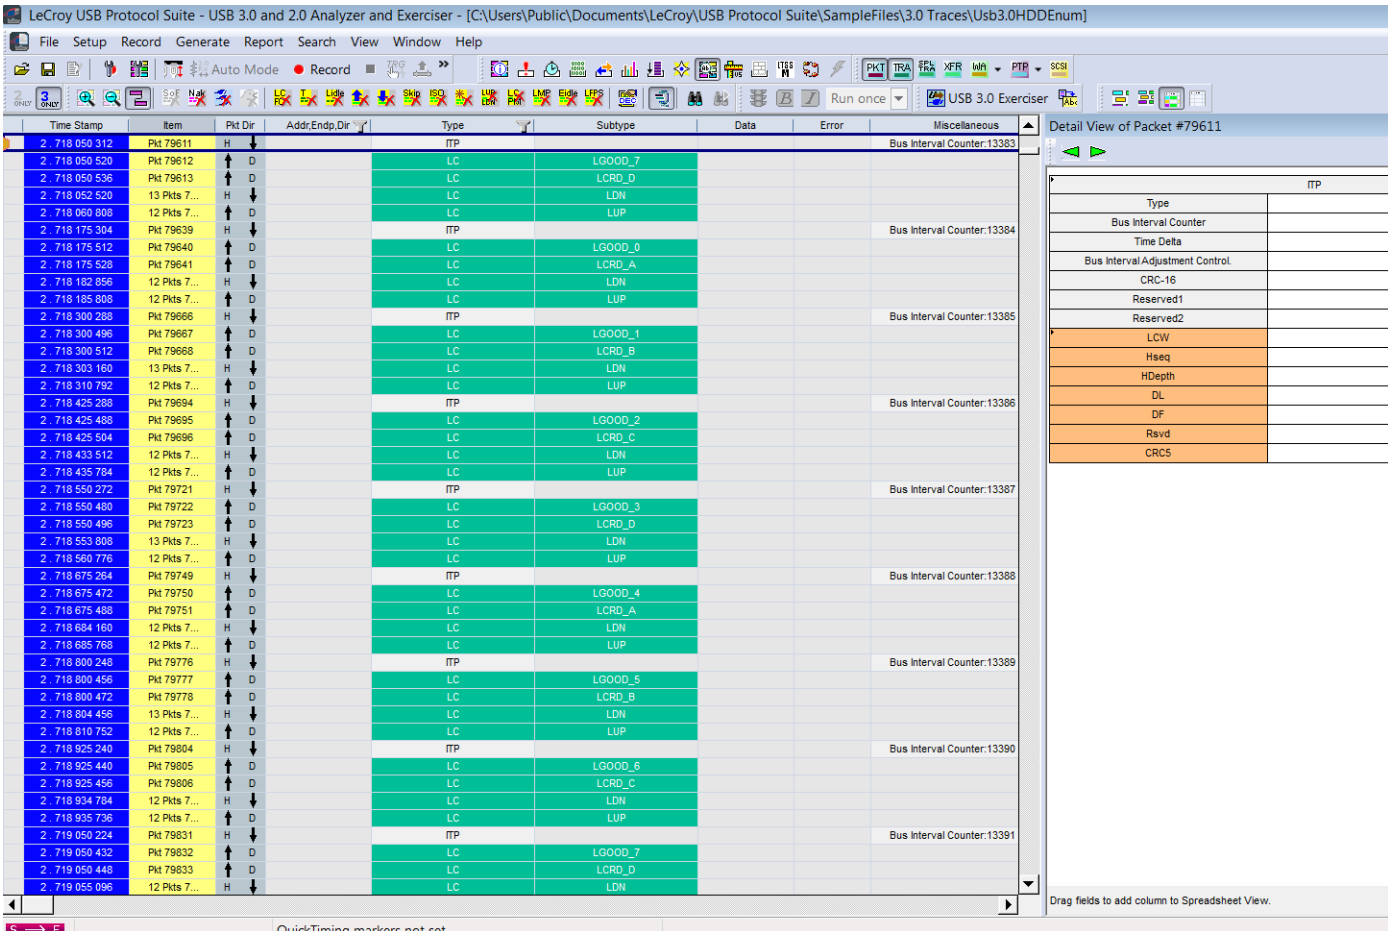 LeCroy USB Protocol Suite - USB 3.0 and 2.0 Analyzer and Exerciser - [C:\Users\Public\Documents\LeCroy\USB Protocol Suite\SampleFiles\3.0 Traces\Usb3.0HDDEnum]
File Setup Record Generate Report Search View Window Help
Auto Mode Record » PKT TRA XFR PTP SCSI
Run once USB 3.0 Exerciser
Time Stamp Item Pkt Dir Addr,Endp,Dir Type Subtype Data Error Miscellaneous
2 . 718 050 312 Pkt 79611 H ITP Bus Interval Counter:13383
2 . 718 050 520 Pkt 79612 D LC LGOOD_7
2 . 718 050 536 Pkt 79613 D LC LCRD_D
2 . 718 052 520 13 Pkts 7... H LC LDN
2 . 718 060 808 12 Pkts 7... D LC LUP
2 . 718 175 304 Pkt 79639 H ITP Bus Interval Counter:13384
2 . 718 175 512 Pkt 79640 D LC LGOOD_0
2 . 718 175 528 Pkt 79641 D LC LCRD_A
2 . 718 182 856 12 Pkts 7... H LC LDN
2 . 718 185 808 12 Pkts 7... D LC LUP
2 . 718 300 288 Pkt 79666 H ITP Bus Interval Counter:13385
2 . 718 300 496 Pkt 79667 D LC LGOOD_1
2 . 718 300 512 Pkt 79668 D LC LCRD_B
2 . 718 303 160 13 Pkts 7... H LC LDN
2 . 718 310 792 12 Pkts 7... D LC LUP
2 . 718 425 288 Pkt 79694 H ITP Bus Interval Counter:13386
2 . 718 425 488 Pkt 79695 D LC LGOOD_2
2 . 718 425 504 Pkt 79696 D LC LCRD_C
2 . 718 433 512 12 Pkts 7... H LC LDN
2 . 718 435 784 12 Pkts 7... D LC LUP
2 . 718 550 272 Pkt 79721 H ITP Bus Interval Counter:13387
2 . 718 550 480 Pkt 79722 D LC LGOOD_3
2 . 718 550 496 Pkt 79723 D LC LCRD_D
2 . 718 553 808 13 Pkts 7... H LC LDN
2 . 718 560 776 12 Pkts 7... D LC LUP
2 . 718 675 264 Pkt 79749 H ITP Bus Interval Counter:13388
2 . 718 675 472 Pkt 79750 D LC LGOOD_4
2 . 718 675 488 Pkt 79751 D LC LCRD_A
2 . 718 684 160 12 Pkts 7... H LC LDN
2 . 718 685 768 12 Pkts 7... D LC LUP
2 . 718 800 248 Pkt 79776 H ITP Bus Interval Counter:13389
2 . 718 800 456 Pkt 79777 D LC LGOOD_5
2 . 718 800 472 Pkt 79778 D LC LCRD_B
2 . 718 804 456 13 Pkts 7... H LC LDN
2 . 718 810 752 12 Pkts 7... D LC LUP
2 . 718 925 240 Pkt 79804 H ITP Bus Interval Counter:13390
2 . 718 925 440 Pkt 79805 D LC LGOOD_6
2 . 718 925 456 Pkt 79806 D LC LCRD_C
2 . 718 934 784 12 Pkts 7... H LC LDN
2 . 718 935 736 12 Pkts 7... D LC LUP
2 . 719 050 224 Pkt 79831 H ITP Bus Interval Counter:13391
2 . 719 050 432 Pkt 79832 D LC LGOOD_7
2 . 719 050 448 Pkt 79833 D LC LCRD_D
2 . 719 055 096 12 Pkts 7... H LC LDN
Detail View of Packet #79611
ITP
Type
Bus Interval Counter
Time Delta
Bus Interval Adjustment Control.
CRC-16
Reserved1
Reserved2
LCW
Hseq
HDepth
DL
DF
Rsvd
CRC5
Drag fields to add column to Spreadsheet View.
QuickTiming markers not set